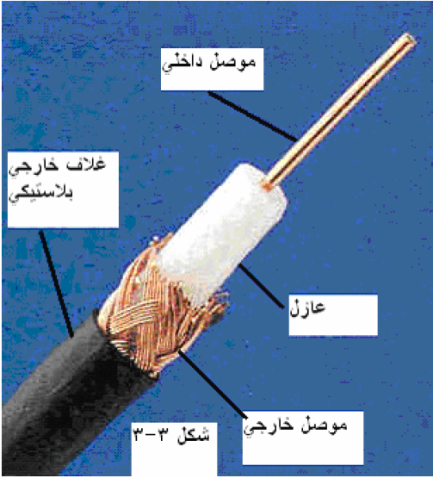 موصل داخلي
غلاف خارجي
بلاستيكي
عازل
موصل خارجي
شكل ٣-٣